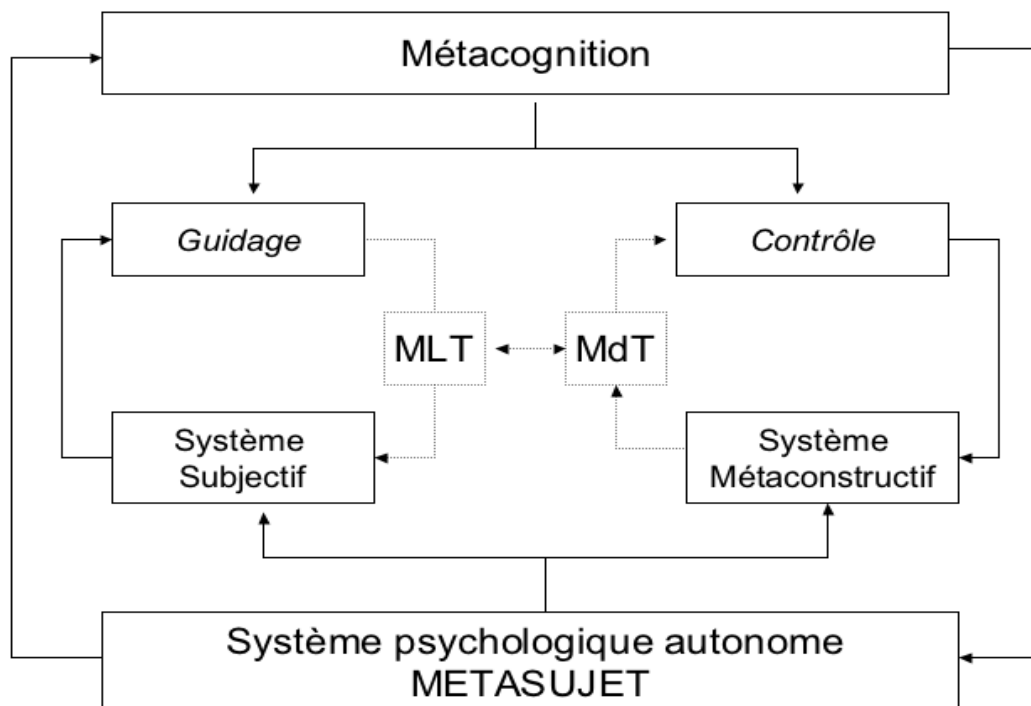 Métacognition
Guidage
Contrôle
MLT
MdT
Système
Subjectif
Système
Métaconstructif
Système psychologique autonome
METASUJET